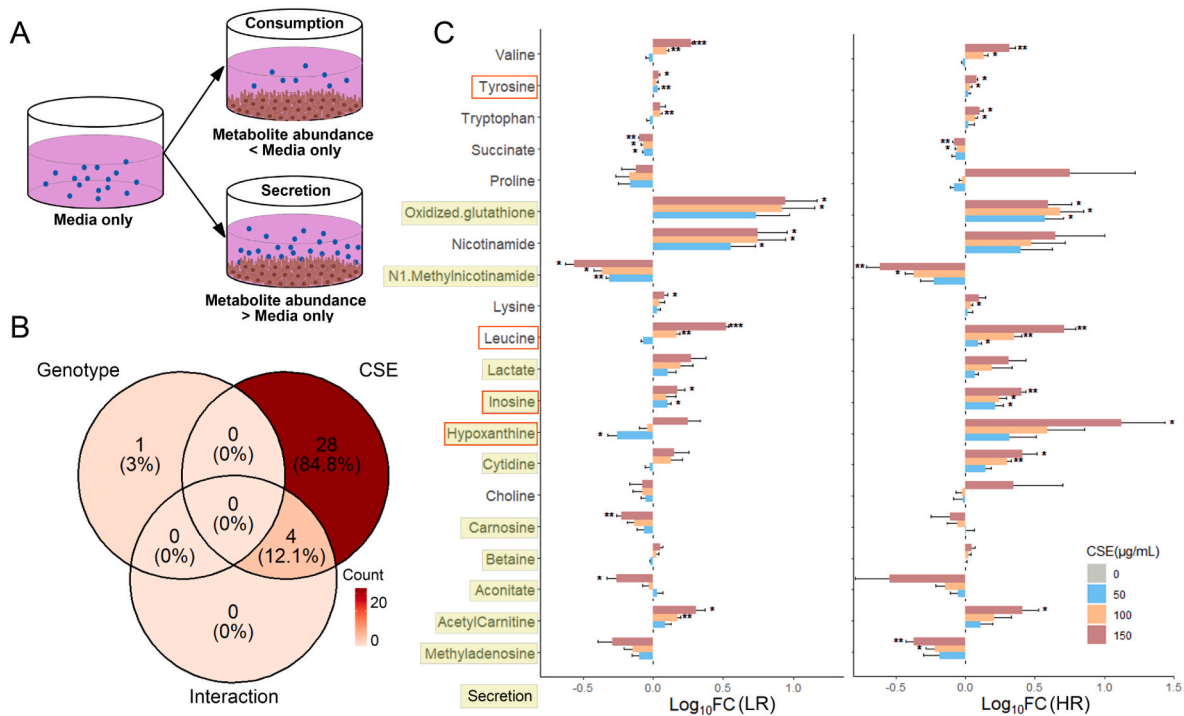 A
Consumption
Metabolite abundance
< Media only
Media only
Secretion
Metabolite abundance
> Media only
B
Genotype
CSE
1
(3%)
0
(0%)
28
(84.8%)
0
(0%)
0
(0%)
4
(12.1%)
0
(0%)
Interaction
Count
20
0
C
Valine
Tyrosine
Tryptophan
Succinate
Proline
Oxidized.glutathione
Nicotinamide
N1.Methylnicotinamide
Lysine
Leucine
Lactate
Inosine
Hypoxanthine
Cytidine
Choline
Carnosine
Betaine
Aconitate
AcetylCarnitine
Methyladenosine
Secretion
***
**
*
**
**
**
*
*
*
*
*
*
*
*
*
**
*
***
**
*
*
*
**
*
*
**
-0.5 0.0 0.5 1.0
Log10FC (LR)
**
*
*
*
*
*
**
*
*
*
*
**
*
*
**
**
*
**
*
*
*
*
**
*
**
*
-0.5 0.0 0.5 1.0 1.5
Log10FC (HR)
CSE(μg/mL)
0
50
100
150